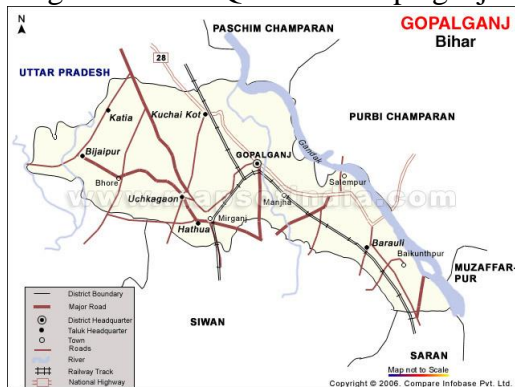 N
GOPALGANJ
Bihar
PASCHIM CHAMPARAN
UTTAR PRADESH
28
Katia
Kuchai Kot
PURBI CHAMPARAN
Gandak
Bijaipur
GOPALGANJ
Bhore
Salempur
Uchkagaon
Manjha
Mirganj
Hathua
Barauli
Baikunthpur
MUZAFFAR-
PUR
SIWAN
SARAN
District Boundary
Major Road
District Headquarter
Taluk Headquarter
Town
Roads
River
Railway Track
National Highway
Map not to Scale
Copyright © 2006. Compare Infobase Pvt. Ltd.